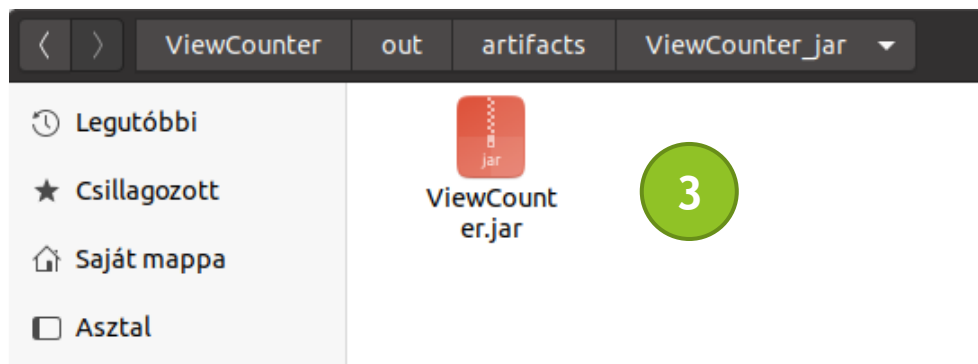 ViewCounter out artifacts ViewCounter_jar
Legutóbbi
Csillagozott
Saját mappa
Asztal
jar
ViewCount
er.jar
3